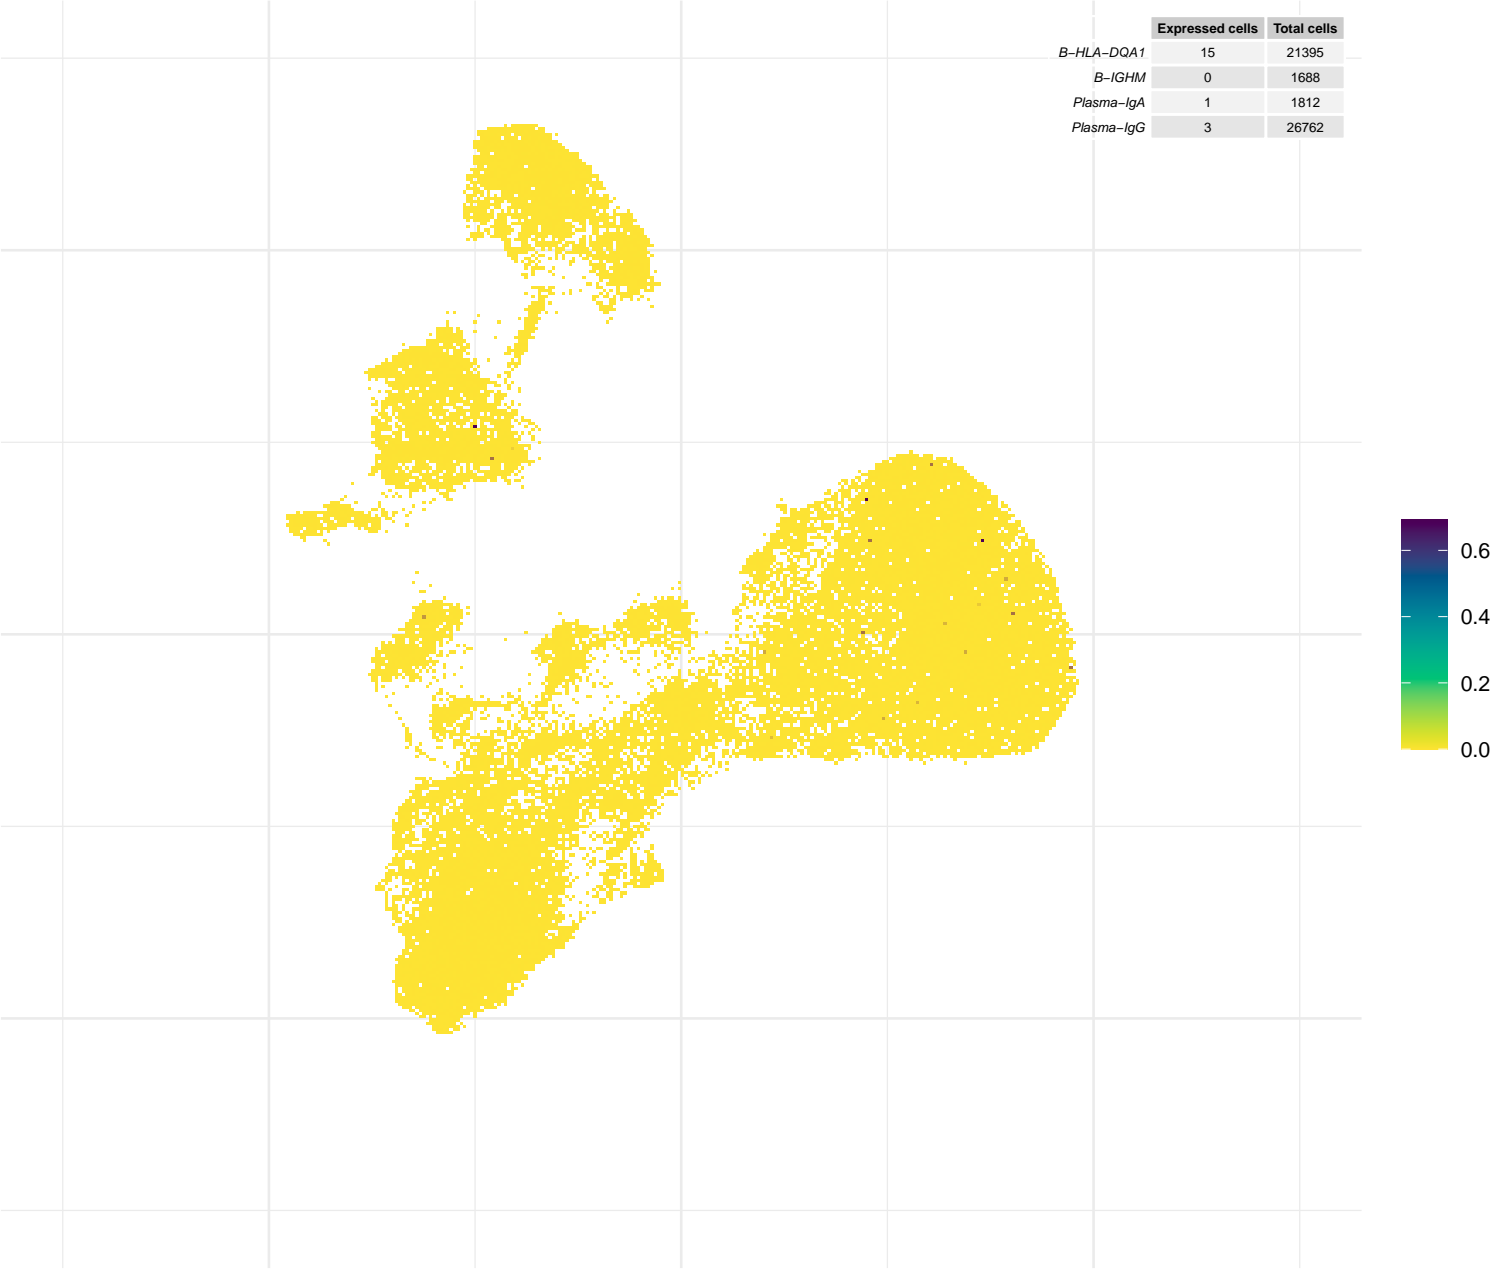 Expressed cells Total cells
B−HLA−DQA1 15 21395
B−IGHM 0 1688
Plasma−IgA 1 1812
Plasma−IgG 3 26762
0.6
0.4
0.2
0.0